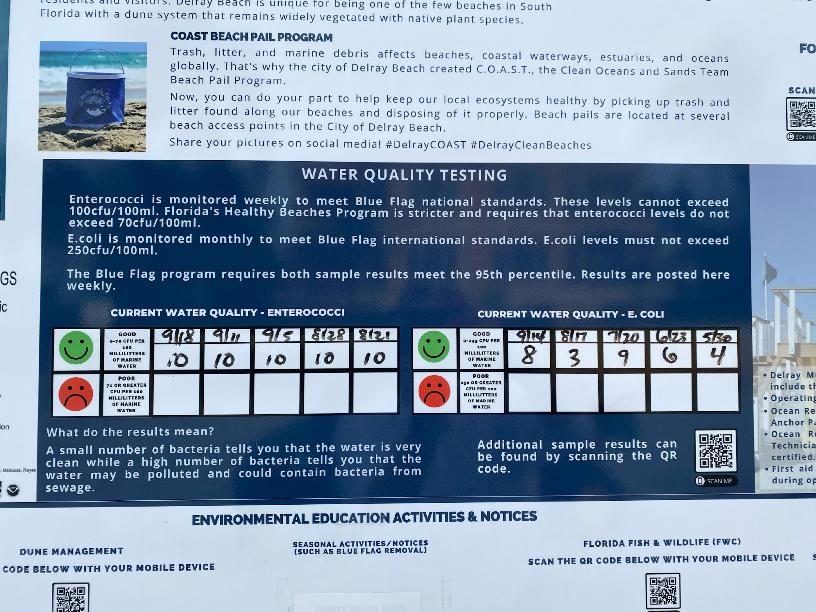 residents and visitors. Delray Beach is unique for being one of the few beaches in South
Florida with a dune system that remains widely vegetated with native plant species.
COAST BEACH PAIL PROGRAM
Trash, litter, and marine debris affects beaches, coastal waterways, estuaries, and oceans
globally. That's why the city of Delray Beach created C.O.A.S.T., the Clean Oceans and Sands Team
Beach Pail Program.
Now, you can do your part to help keep our local ecosystems healthy by picking up trash and
litter found along our beaches and disposing of it properly. Beach pails are located at several
beach access points in the City of Delray Beach.
Share your pictures on social media! #DelrayCOAST #DelrayCleanBeaches
FO
SCAN
WATER QUALITY TESTING
Enterococci is monitored weekly to meet Blue Flag national standards. These levels cannot exceed
100cfu/100ml. Florida's Healthy Beaches Program is stricter and requires that enterococci levels do not
exceed 70cfu/100ml.
E.coli is monitored monthly to meet Blue Flag international standards. E.coli levels must not exceed
250cfu/100ml.
The Blue Flag program requires both sample results meet the 95th percentile. Results are posted here
weekly.
GS
ic
ion
CURRENT WATER QUALITY - ENTEROCOCCI
GOOD
0-70 CFU PER
100
MILLILITERS
OF MARINE
WATER
9/18 9/11 9/5 8/28 8/21
10 10 10 10 10
POOR
71 OR GREATER
CFU PER 100
MILLILITERS
OF MARINE
WATER
CURRENT WATER QUALITY - E. COLI
GOOD
0-249 CFU PER
100
MILLILITERS
OF MARINE
WATER
9/14 8/17 7/20 6/23 5/30
8 3 9 6 4
POOR
250 OR GREATER
CFU PER 100
MILLILITERS
OF MARINE
WATER
What do the results mean?
A small number of bacteria tells you that the water is very
clean while a high number of bacteria tells you that the
water may be polluted and could contain bacteria from
sewage.
Additional sample results can
be found by scanning the QR
code.
SCAN ME
• Delray M
include th
• Operating
• Ocean Re
Anchor Pa
• Ocean R
Technicia
certified.
• First aid
during op
ENVIRONMENTAL EDUCATION ACTIVITIES & NOTICES
DUNE MANAGEMENT
CODE BELOW WITH YOUR MOBILE DEVICE
SEASONAL ACTIVITIES/NOTICES
(SUCH AS BLUE FLAG REMOVAL)
FLORIDA FISH & WILDLIFE (FWC)
SCAN THE QR CODE BELOW WITH YOUR MOBILE DEVICE